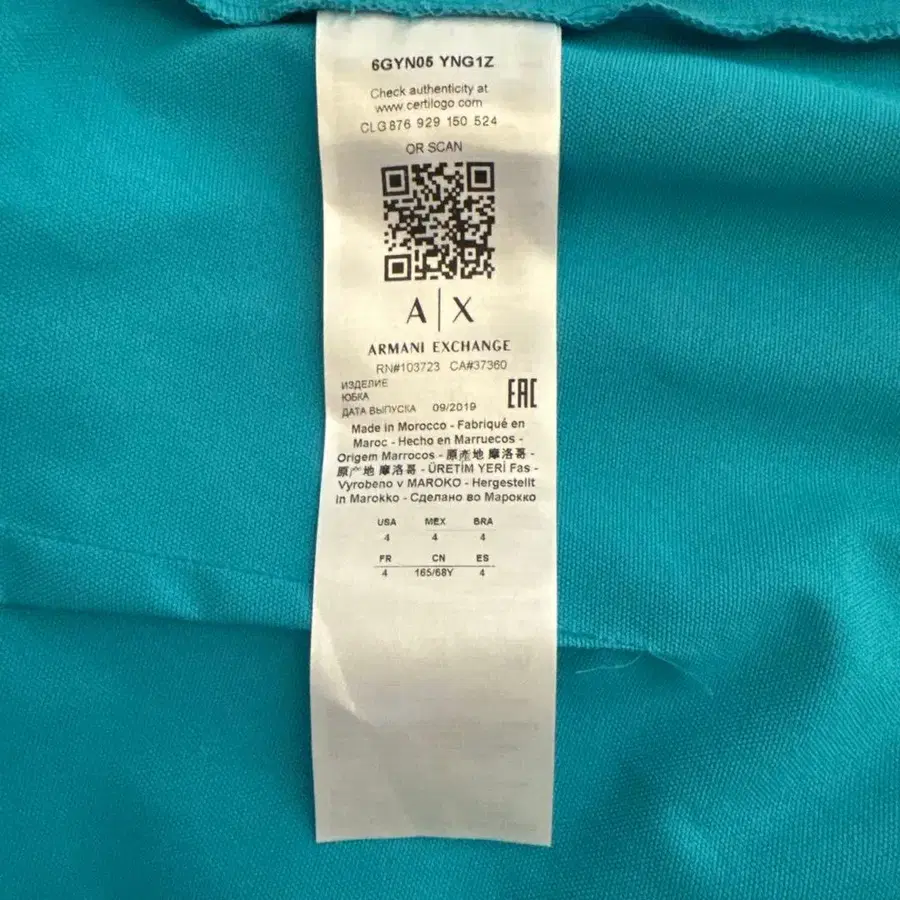 6GYN05 YNG1Z
Check authenticity at
www.certilogo.com
CLG 876 929 150 524
OR SCAN
A|X
ARMANI EXCHANGE
RN#103723 CA#37360
ИЗДЕЛИЕ
ЮБКА
ДАТА ВЫПУСКА 09/2019
EAC
Made in Morocco - Fabriqué en
Maroc - Hecho en Marruecos -
Origem Marrocos - 原產地 摩洛哥 -
原产地 摩洛哥 - ÜRETİM YERİ Fas -
Vyrobeno v MAROKO - Hergestellt
in Marokko - Сделано во Марокко
USA MEX BRA
4 4 4
FR CN ES
4 165/68Y 4